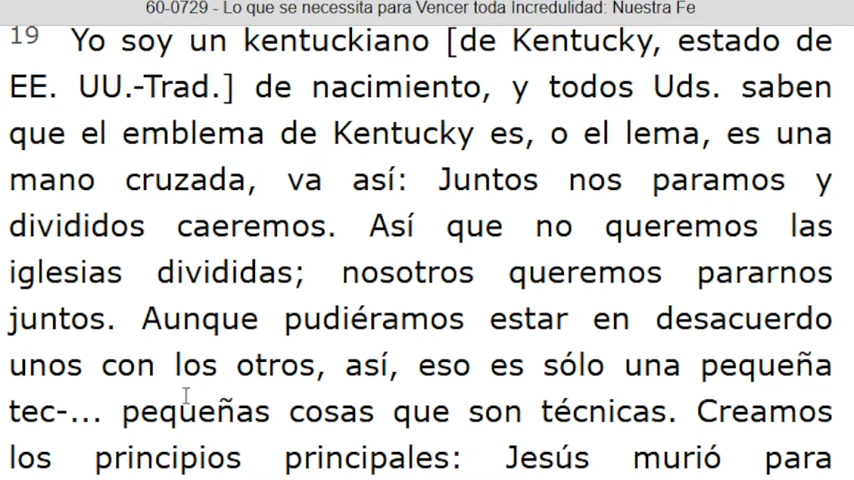 60-0729 - Lo que se necessita para Vencer toda Incredulidad: Nuestra Fe
19 Yo soy un kentuckiano [de Kentucky, estado de
EE. UU.-Trad.] de nacimiento, y todos Uds. saben
que el emblema de Kentucky es, o el lema, es una
mano cruzada, va así: Juntos nos paramos y
divididos caeremos. Así que no queremos las
iglesias divididas; nosotros queremos pararnos
juntos. Aunque pudiéramos estar en desacuerdo
unos con los otros, así, eso es sólo una pequeña
tec-... pequeñas cosas que son técnicas. Creamos
los principios principales: Jesús murió para